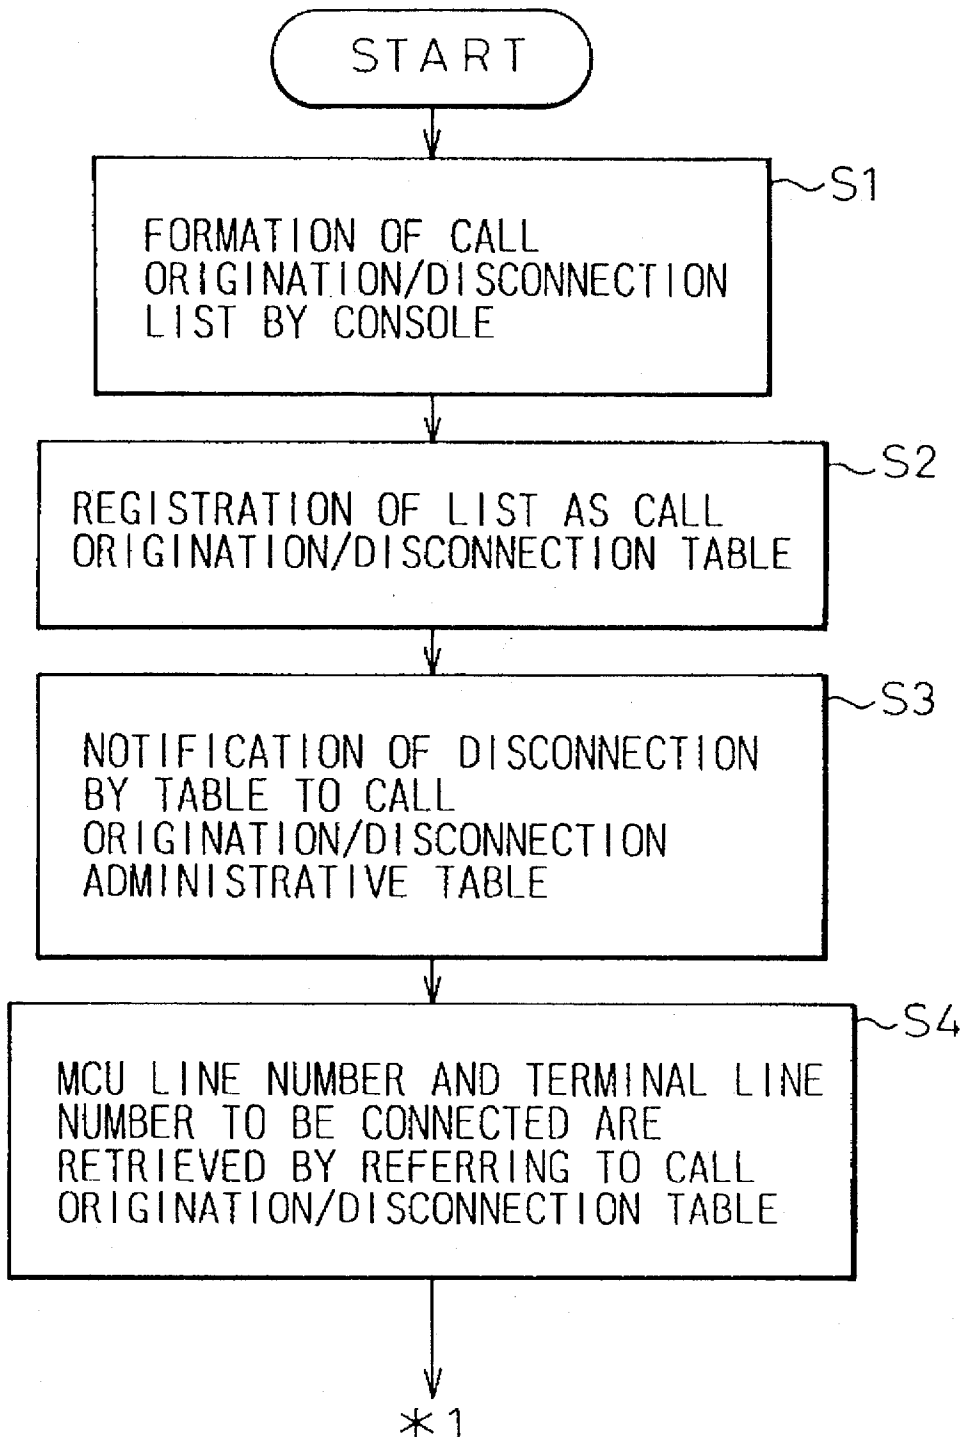 START
S1
FORMATION OF CALL
ORIGINATION/DISCONNECTION
LIST BY CONSOLE
S2
REGISTRATION OF LIST AS CALL
ORIGINATION/DISCONNECTION TABLE
S3
NOTIFICATION OF DISCONNECTION
BY TABLE TO CALL
ORIGINATION/DISCONNECTION
ADMINISTRATIVE TABLE
S4
MCU LINE NUMBER AND TERMINAL LINE
NUMBER TO BE CONNECTED ARE
RETRIEVED BY REFERRING TO CALL
ORIGINATION/DISCONNECTION TABLE
*1